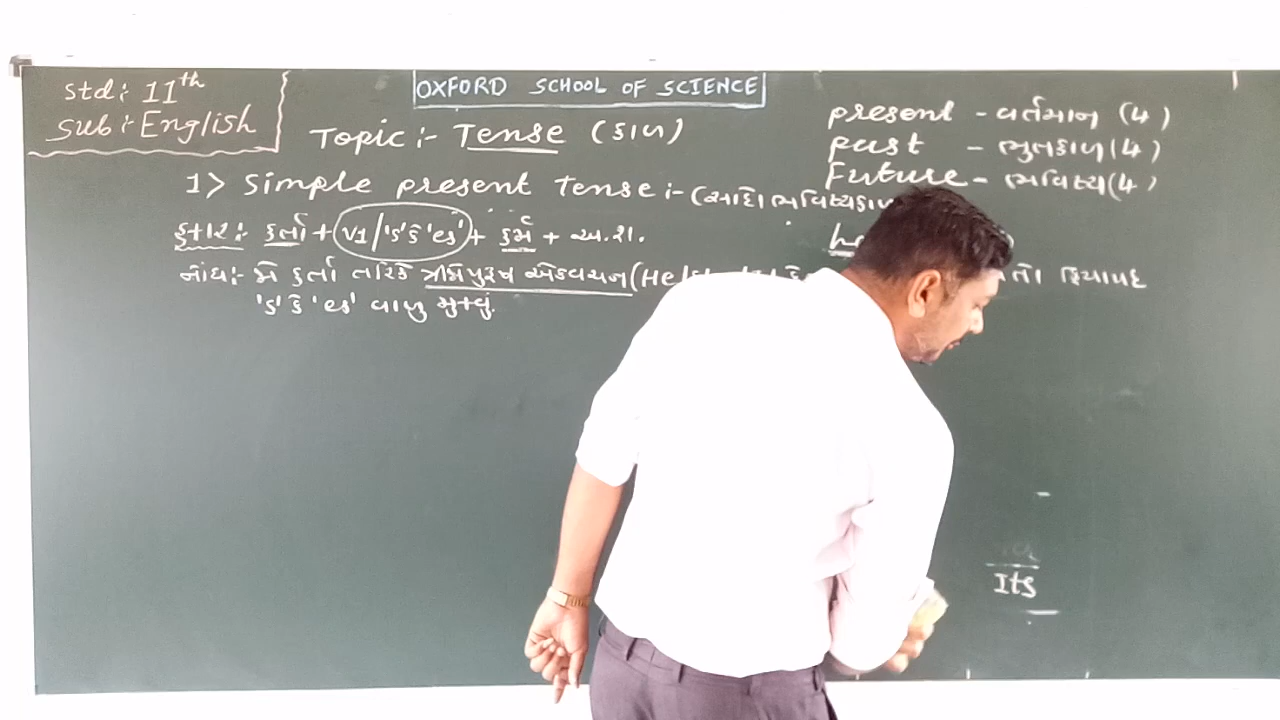 OXFORD SCHOOL OF SCIENCE
Std:- 11th
Sub:- English
Topic:- Tense (કાળ)
present - વર્તમાન (4)
past - ભુતકાળ (4)
Future - ભવિષ્ય (4)
1> Simple present Tense:- (સાદો ભવિષ્યકાળ
કર્તા + V1/'s' કે 'es' + કર્મ + અ.શ.
નોંધ:- જો કર્તા તરિકે ત્રીજો પુરૂષ એકવચન (He/ તો ક્રિયાપદ
's' કે 'es' વાળુ મુકવું.
Its